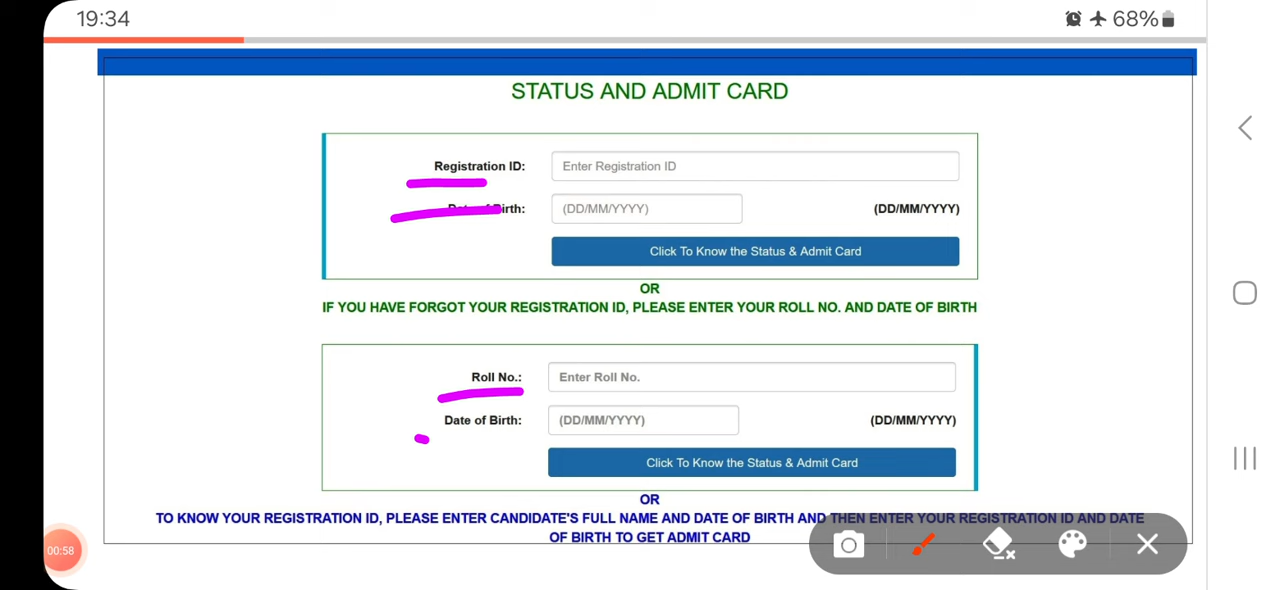 19:34
68%
STATUS AND ADMIT CARD
Registration ID: Enter Registration ID
Date of Birth: (DD/MM/YYYY) (DD/MM/YYYY)
Click To Know the Status & Admit Card
OR
IF YOU HAVE FORGOT YOUR REGISTRATION ID, PLEASE ENTER YOUR ROLL NO. AND DATE OF BIRTH
Roll No.: Enter Roll No.
Date of Birth: (DD/MM/YYYY) (DD/MM/YYYY)
Click To Know the Status & Admit Card
OR
TO KNOW YOUR REGISTRATION ID, PLEASE ENTER CANDIDATE'S FULL NAME AND DATE OF BIRTH AND THEN ENTER YOUR REGISTRATION ID AND DATE
OF BIRTH TO GET ADMIT CARD
00:58